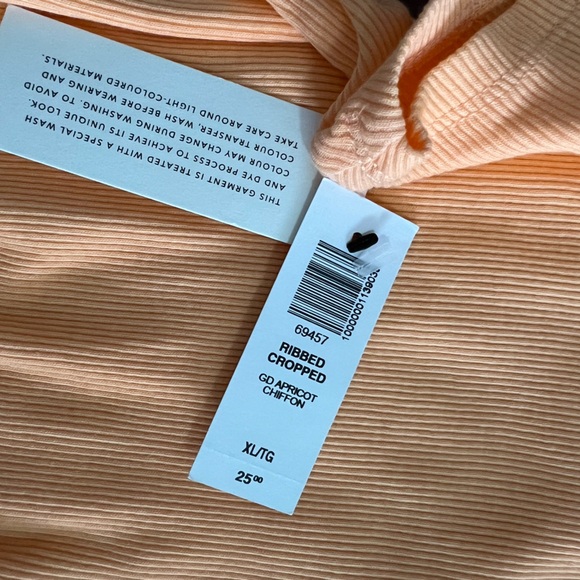 THIS GARMENT IS TREATED WITH A SPECIAL WASH
AND DYE PROCESS TO ACHIEVE ITS UNIQUE LOOK.
COLOUR MAY CHANGE DURING WASHING. TO AVOID
COLOUR TRANSFER, WASH BEFORE WEARING AND
TAKE CARE AROUND LIGHT-COLOURED MATERIALS.
69457
RIBBED
CROPPED
GD APRICOT
CHIFFON
XL/TG
25⁰⁰